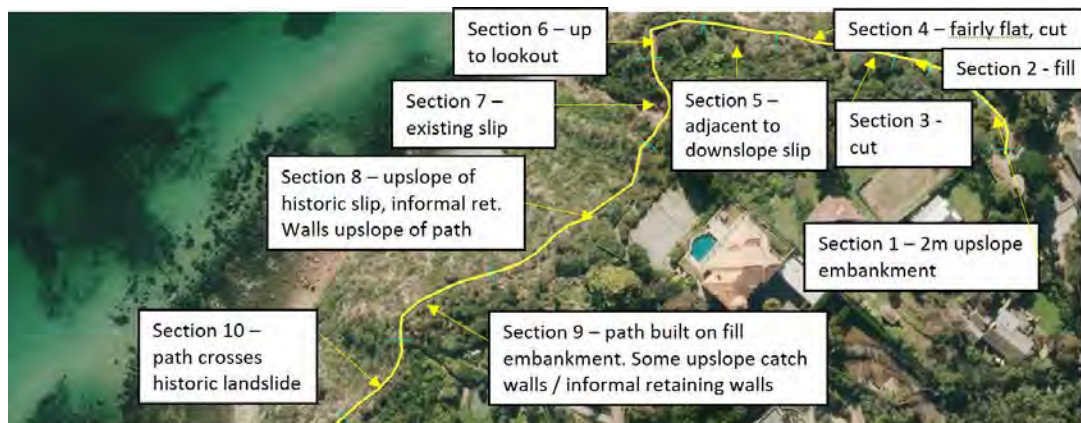 Section 6 – up
to lookout
Section 4 – fairly flat, cut
Section 2 - fill
Section 7 –
existing slip
Section 5 –
adjacent to
downslope slip
Section 3 -
cut
Section 8 – upslope of
historic slip, informal ret.
Walls upslope of path
Section 1 – 2m upslope
embankment
Section 10 –
path crosses
historic landslide
Section 9 – path built on fill
embankment. Some upslope catch
walls / informal retaining walls